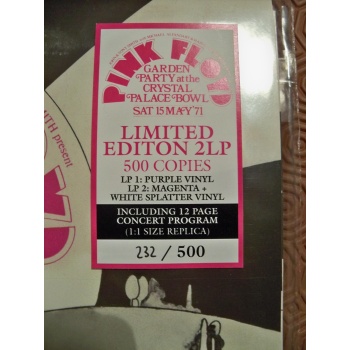 PINK FLOYD
GARDEN
PARTY at the
CRYSTAL
PALACE BOWL
SAT 15 MAY 71
LIMITED
EDITON 2LP
500 COPIES
LP 1: PURPLE VINYL
LP 2: MAGENTA +
WHITE SPLATTER VINYL
INCLUDING 12 PAGE
CONCERT PROGRAM
(1:1 SIZE REPLICA)
232 / 500
present